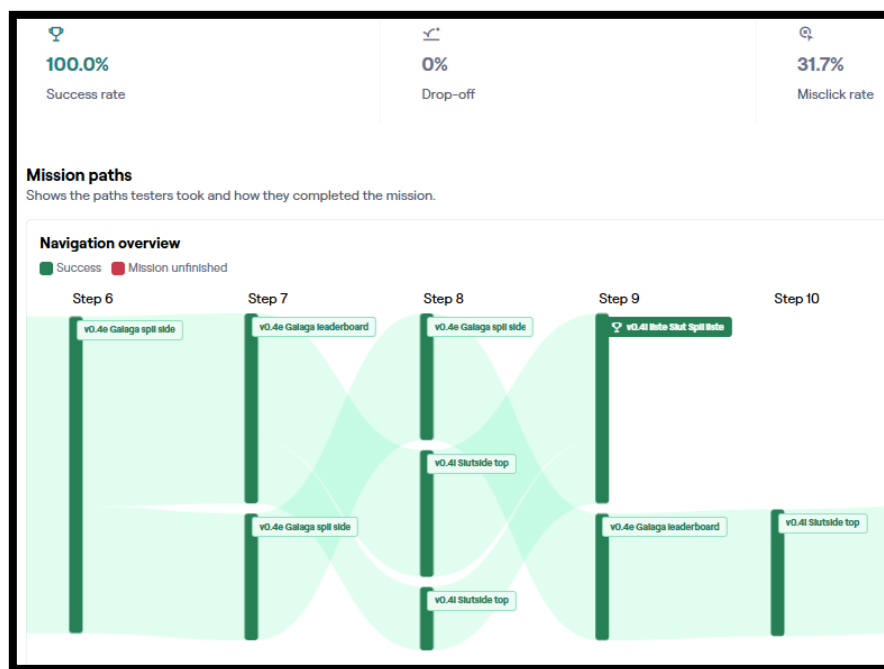 100.0%
0%
31.7%
Success rate
Drop-off
Misclick rate
Mission paths
Shows the paths testers took and how they completed the mission.
Navigation overview
Success
Mission unfinished
Step 6
Step 7
Step 8
Step 9
Step 10
v0.4e Galaga spil side
v0.4e Galaga leaderboard
v0.4e Galaga spil side
v0.4l liste Slut Spil liste
v0.4l Slutside top
v0.4e Galaga spil side
v0.4e Galaga leaderboard
v0.4l Slutside top
v0.4l Slutside top